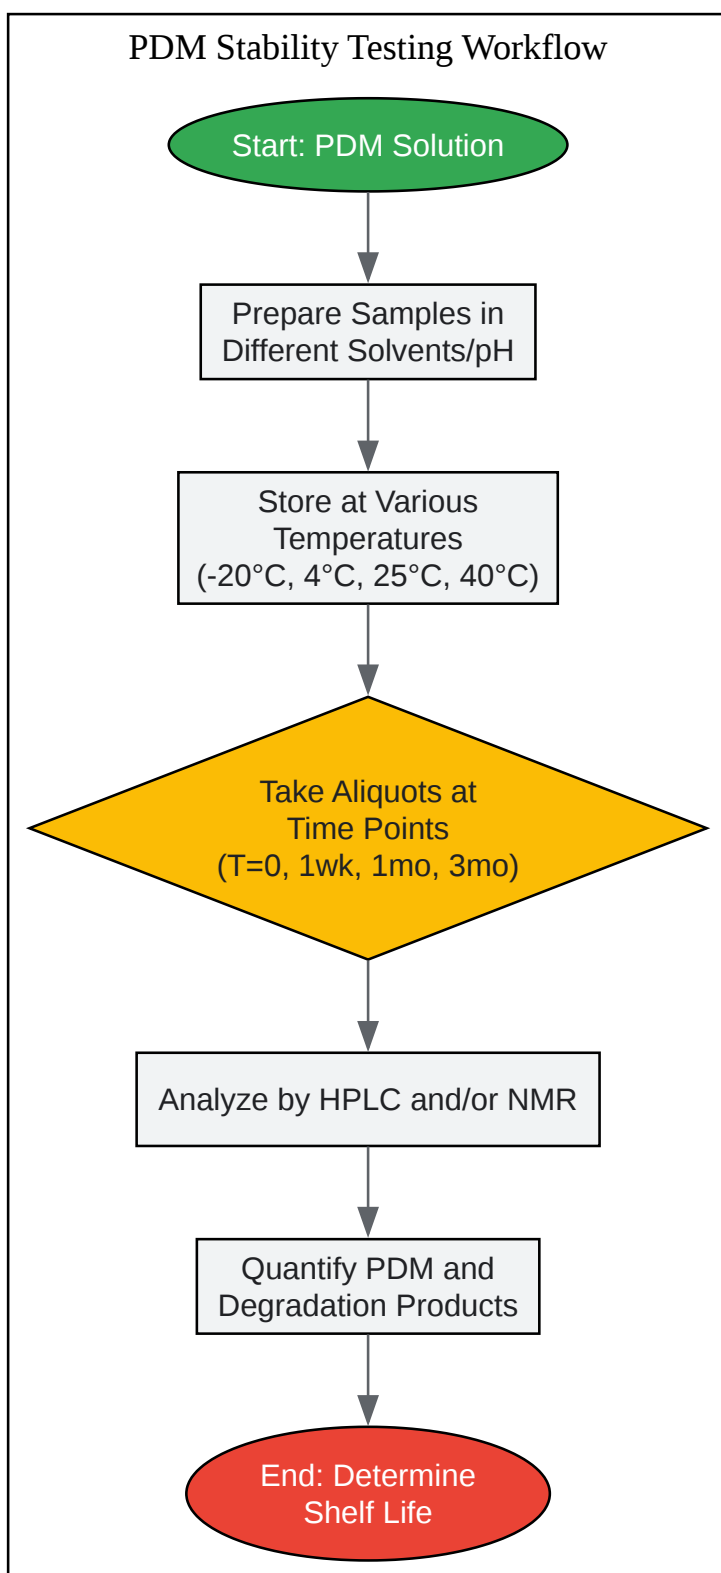 PDM Stability Testing Workflow
Start: PDM Solution
Prepare Samples in
Different Solvents/pH
Store at Various
Temperatures
(-20°C, 4°C, 25°C, 40°C)
Take Aliquots at
Time Points
(T=0, 1wk, 1mo, 3mo)
Analyze by HPLC and/or NMR
Quantify PDM and
Degradation Products
End: Determine
Shelf Life